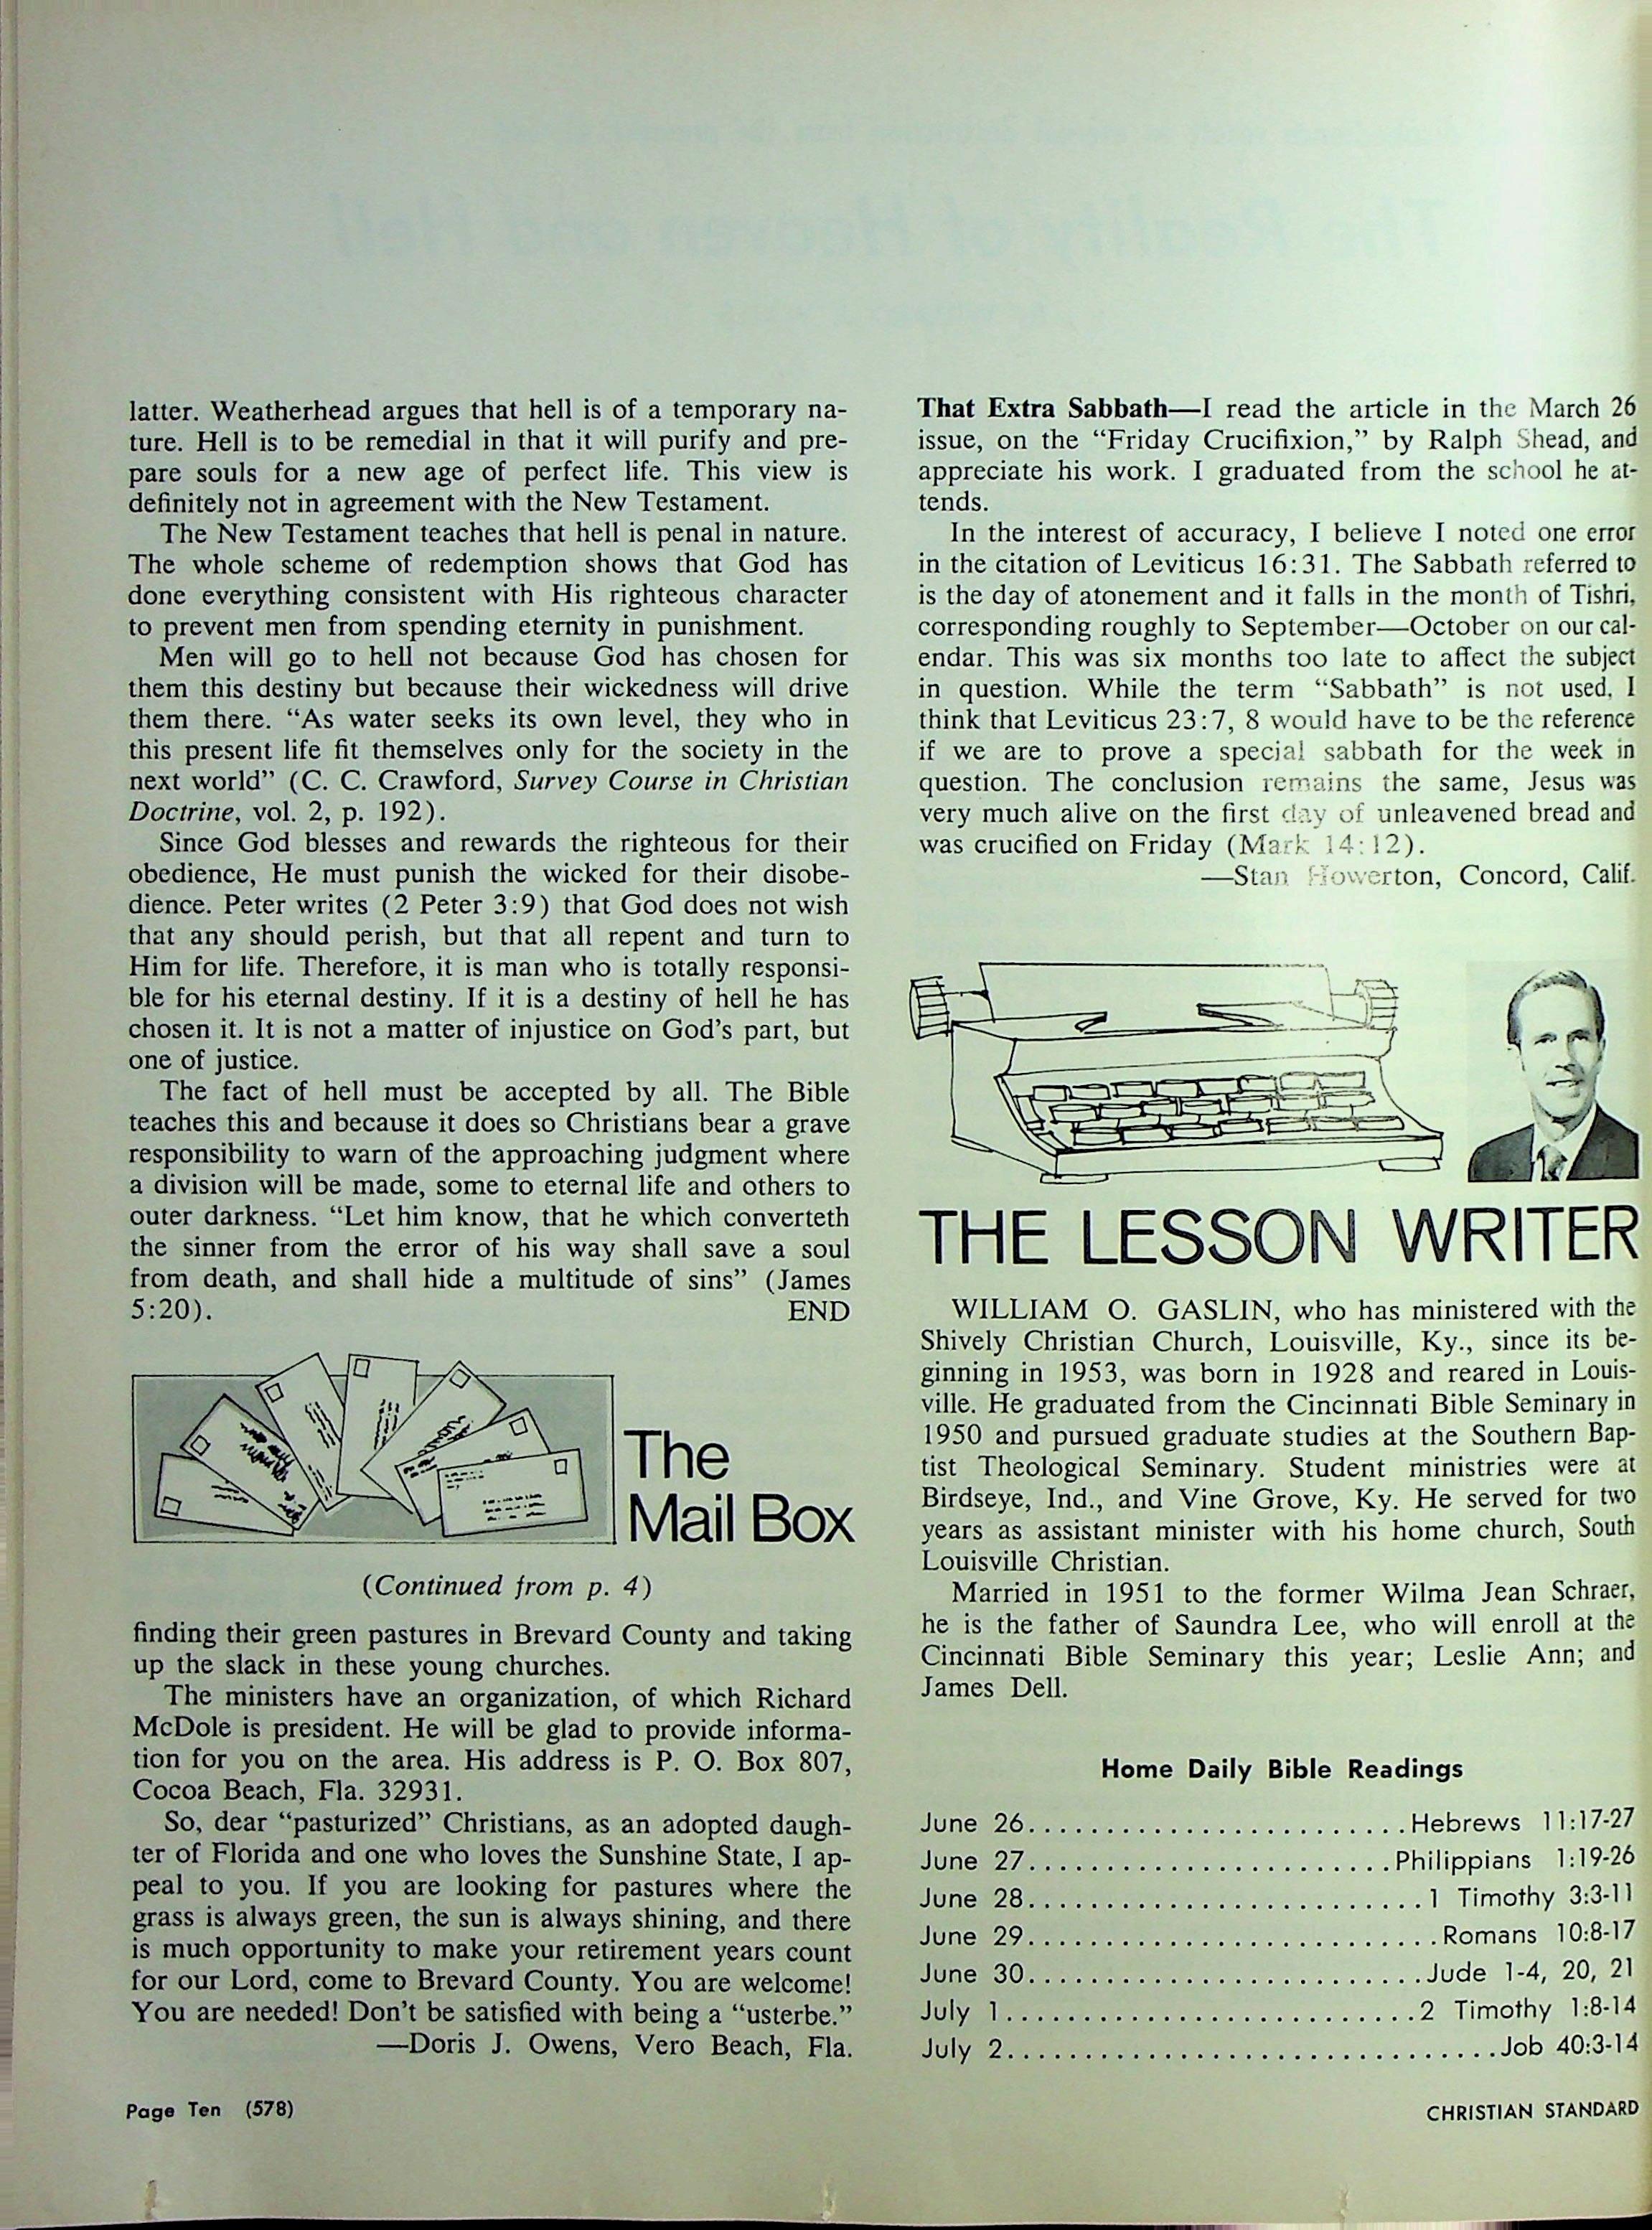 latter. Weatherhead argues that hell is of a temporary na-
ture. Hell is to be remedial in that it will purify and pre-
pare souls for a new age of perfect life. This view is
definitely not in agreement with the New Testament.
The New Testament teaches that hell is penal in nature.
The whole scheme of redemption shows that God has
done everything consistent with His righteous character
to prevent men from spending eternity in punishment.
Men will go to hell not because God has chosen for
them this destiny but because their wickedness will drive
them there. “As water seeks its own level, they who in
this present life fit themselves only for the society in the
next world” (C. C. Crawford, Survey Course in Christian
Doctrine, vol. 2, p. 192).
Since God blesses and rewards the righteous for their
obedience, He must punish the wicked for their disobe-
dience. Peter writes (2 Peter 3:9) that God does not wish
that any should perish, but that all repent and turn to
Him for life. Therefore, it is man who is totally responsi-
ble for his eternal destiny. If it is a destiny of hell he has
chosen it. It is not a matter of injustice on God’s part, but
one of justice.
The fact of hell must be accepted by all. The Bible
teaches this and because it does so Christians bear a grave
responsibility to warn of the approaching judgment where
a division will be made, some to eternal life and others to
outer darkness. “Let him know, that he which converteth
the sinner from the error of his way shall save a soul
from death, and shall hide a multitude of sins” (James
5:20). END
The
Mail Box
(Continued from p. 4)
finding their green pastures in Brevard County and taking
up the slack in these young churches.
The ministers have an organization, of which Richard
McDole is president. He will be glad to provide informa-
tion for you on the area. His address is P. O. Box 807,
Cocoa Beach, Fla. 32931.
So, dear “pasturized” Christians, as an adopted daugh-
ter of Florida and one who loves the Sunshine State, I ap-
peal to you. If you are looking for pastures where the
grass is always green, the sun is always shining, and there
is much opportunity to make your retirement years count
for our Lord, come to Brevard County. You are welcome!
You are needed! Don’t be satisfied with being a “usterbe.”
—Doris J. Owens, Vero Beach, Fla.
That Extra Sabbath—I read the article in the March 26
issue, on the “Friday Crucifixion,” by Ralph Shead, and
appreciate his work. I graduated from the school he at-
tends.
In the interest of accuracy, I believe I noted one error
in the citation of Leviticus 16:31. The Sabbath referred to
is the day of atonement and it falls in the month of Tishri,
corresponding roughly to September—October on our cal-
endar. This was six months too late to affect the subject
in question. While the term “Sabbath” is not used, I
think that Leviticus 23:7, 8 would have to be the reference
if we are to prove a special sabbath for the week in
question. The conclusion remains the same, Jesus was
very much alive on the first day of unleavened bread and
was crucified on Friday (Mark 14:12).
—Stan Howerton, Concord, Calif.
THE LESSON WRITER
WILLIAM O. GASLIN, who has ministered with the
Shively Christian Church, Louisville, Ky., since its be-
ginning in 1953, was born in 1928 and reared in Louis-
ville. He graduated from the Cincinnati Bible Seminary in
1950 and pursued graduate studies at the Southern Bap-
tist Theological Seminary. Student ministries were at
Birdseye, Ind., and Vine Grove, Ky. He served for two
years as assistant minister with his home church, South
Louisville Christian.
Married in 1951 to the former Wilma Jean Schraer,
he is the father of Saundra Lee, who will enroll at the
Cincinnati Bible Seminary this year; Leslie Ann; and
James Dell.
Home Daily Bible Readings
June 26........................Hebrews 11:17-27
June 27.......................Philippians 1:19-26
June 28.........................1 Timothy 3:3-11
June 29..........................Romans 10:8-17
June 30.........................Jude 1-4, 20, 21
July 1..........................2 Timothy 1:8-14
July 2...............................Job 40:3-14
Page Ten (578)
CHRISTIAN STANDARD